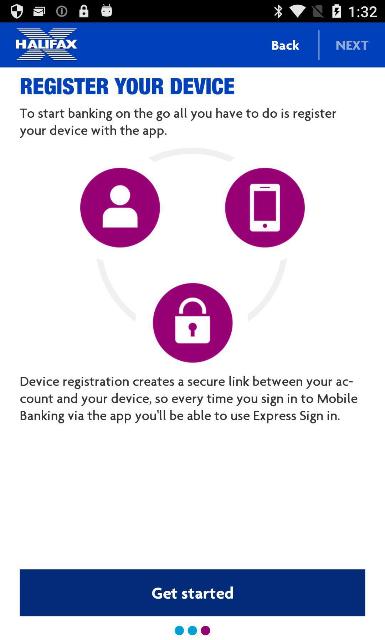 1:32
HALIFAX
Back
NEXT
REGISTER YOUR DEVICE
To start banking on the go all you have to do is register
your device with the app.
Device registration creates a secure link between your ac-
count and your device, so every time you sign in to Mobile
Banking via the app you'll be able to use Express Sign in.
Get started